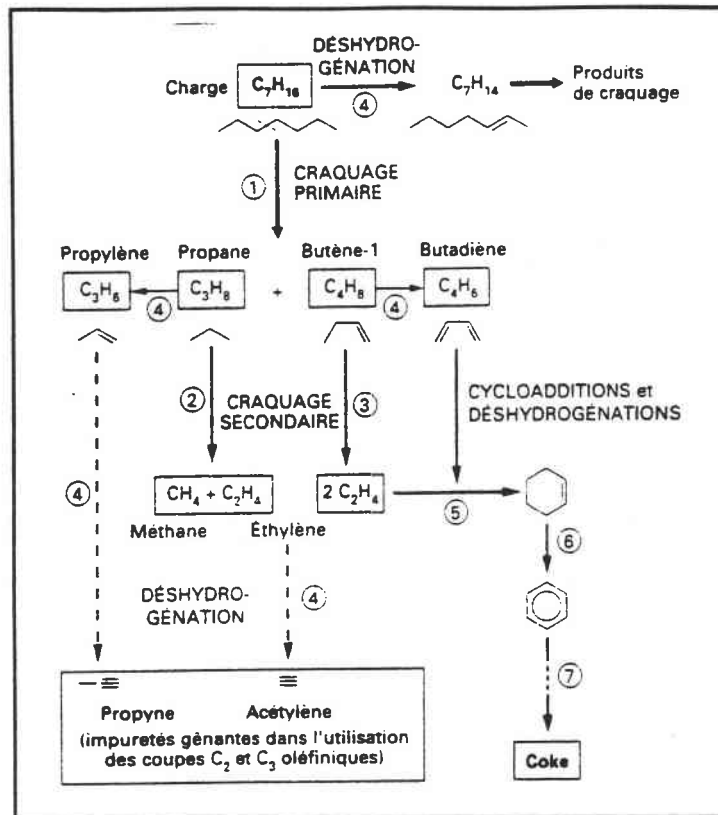 DÉSHYDRO-
GÉNATION
Charge C₇H₁₆ ④ C₇H₁₄ Produits
de craquage
① CRAQUAGE
PRIMAIRE
Propylène Propane Butène-1 Butadiène
C₃H₆ ④ C₃H₈ + C₄H₈ ④ C₄H₆
② CRAQUAGE ③
SECONDAIRE
CYCLOADDITIONS et
DÉSHYDROGÉNATIONS
④ CH₄ + C₂H₄ 2 C₂H₄ ⑤
Méthane Éthylène ⑥
DÉSHYDRO- ④
GÉNATION
⑦
Propyne Acétylène
(impuretés gênantes dans l'utilisation
des coupes C₂ et C₃ oléfiniques)
Coke